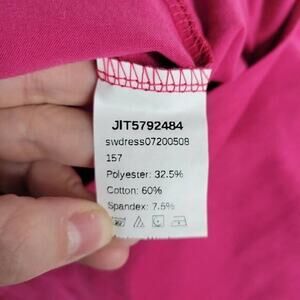 JIT5792484
swdress07200508
157
Polyester: 32.5%
Cotton: 60%
Spandex: 7.5%